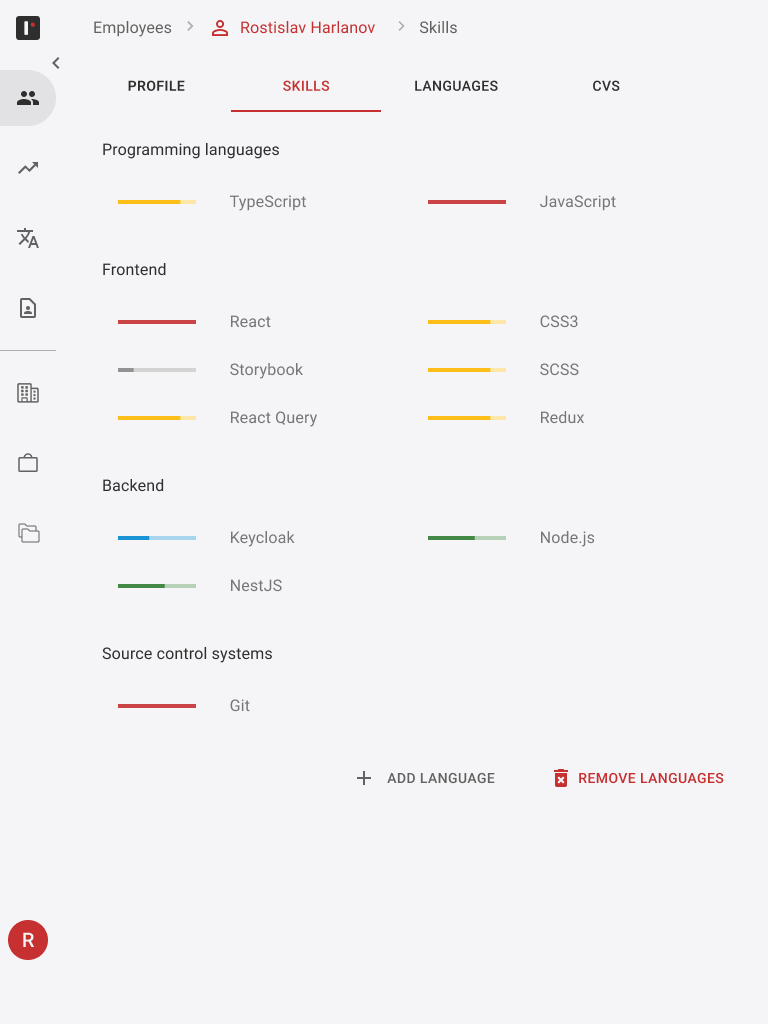 Employees Rostislav Harlanov Skills
PROFILE SKILLS LANGUAGES CVS
Programming languages
TypeScript JavaScript
Frontend
React CSS3
Storybook SCSS
React Query Redux
Backend
Keycloak Node.js
NestJS
Source control systems
Git
ADD LANGUAGE REMOVE LANGUAGES
R